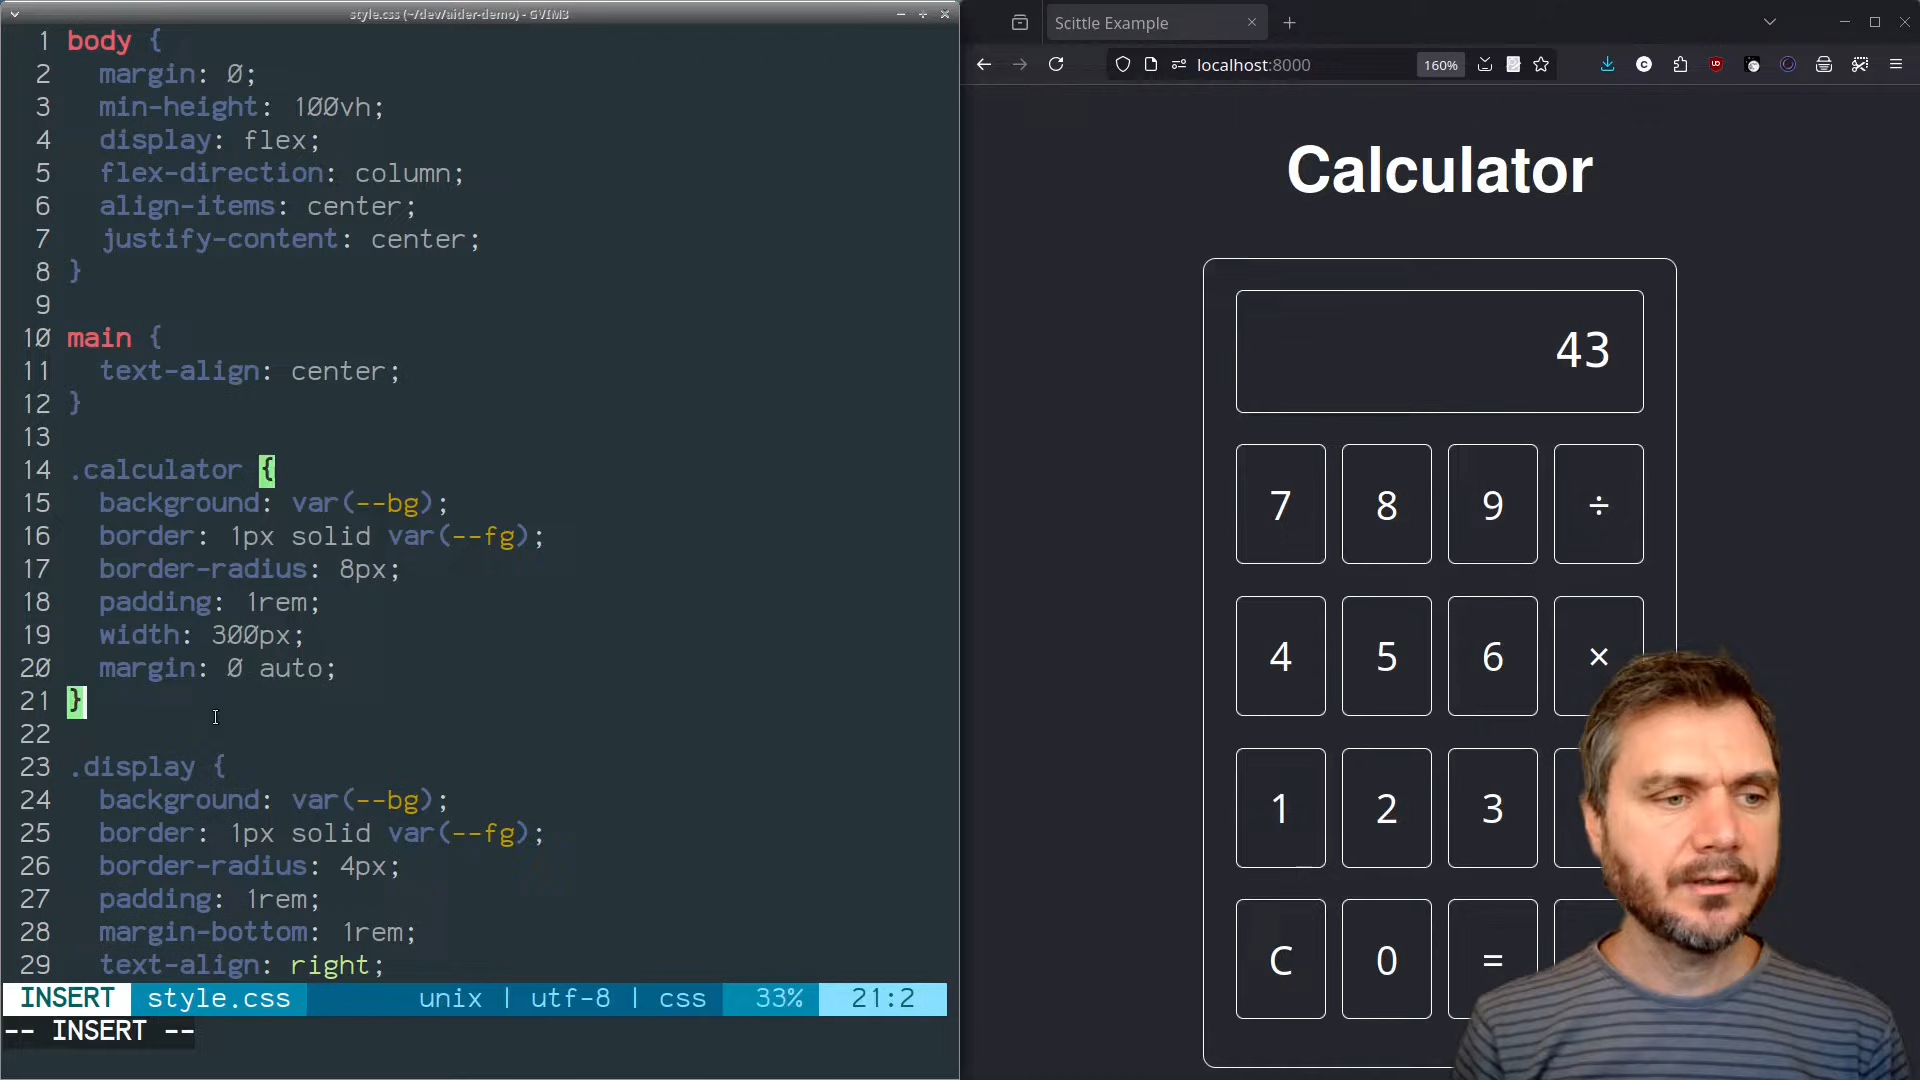 style.css (~/dev/aider-demo) - GVIM3
1 body {
2 margin: 0;
3 min-height: 100vh;
4 display: flex;
5 flex-direction: column;
6 align-items: center;
7 justify-content: center;
8 }
9
10 main {
11 text-align: center;
12 }
13
14 .calculator {
15 background: var(--bg);
16 border: 1px solid var(--fg);
17 border-radius: 8px;
18 padding: 1rem;
19 width: 300px;
20 margin: 0 auto;
21 }
22
23 .display {
24 background: var(--bg);
25 border: 1px solid var(--fg);
26 border-radius: 4px;
27 padding: 1rem;
28 margin-bottom: 1rem;
29 text-align: right;
INSERT style.css unix | utf-8 | css 33% 21:2
-- INSERT --
Scittle Example
localhost:8000 160%
Calculator
43
7 8 9 ÷
4 5 6 ×
1 2 3
C 0 =